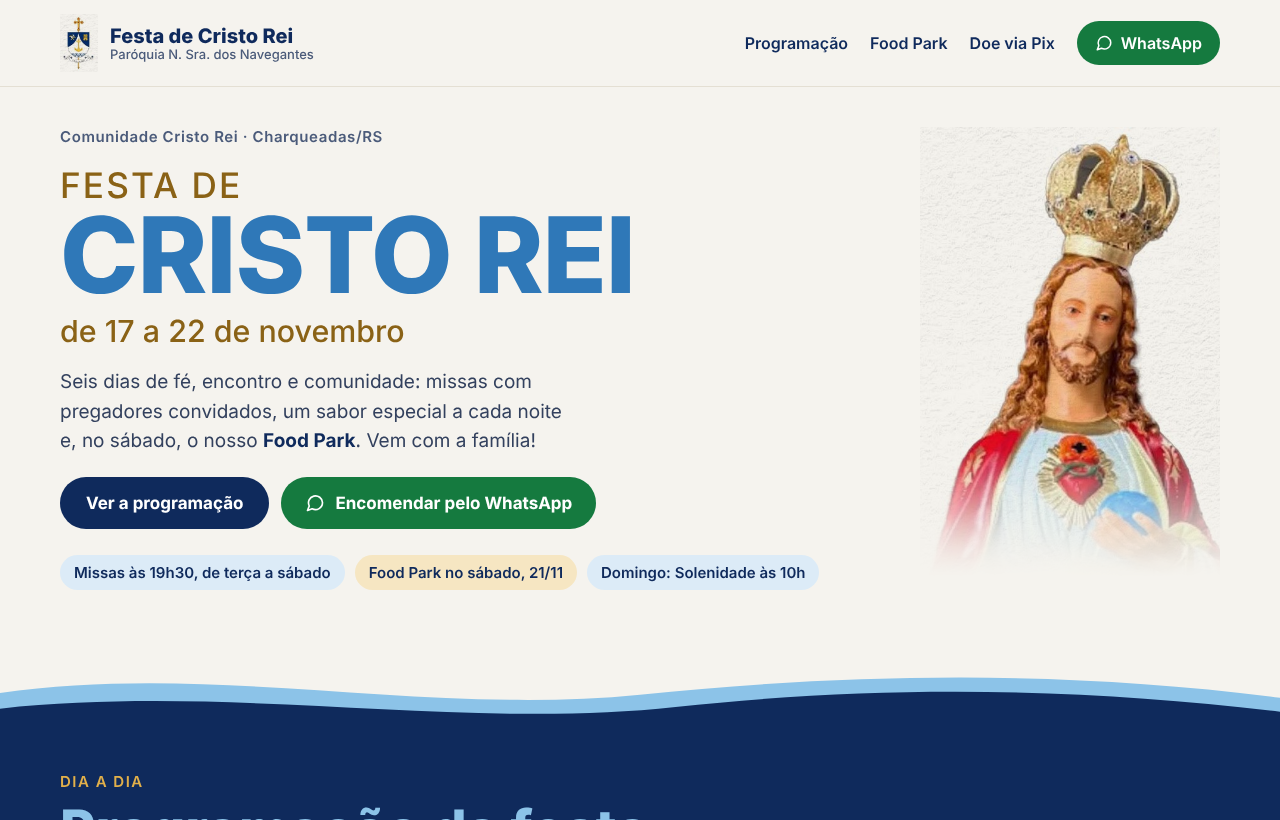 Festa de Cristo Rei
Paróquia N. Sra. dos Navegantes
Programação
Food Park
Doe via Pix
WhatsApp
Comunidade Cristo Rei · Charqueadas/RS
FESTA DE
CRISTO REI
de 17 a 22 de novembro
Seis dias de fé, encontro e comunidade: missas com
pregadores convidados, um sabor especial a cada noite
e, no sábado, o nosso Food Park. Vem com a família!
Ver a programação
Encomendar pelo WhatsApp
Missas às 19h30, de terça a sábado
Food Park no sábado, 21/11
Domingo: Solenidade às 10h
DIA A DIA
Programação da festa